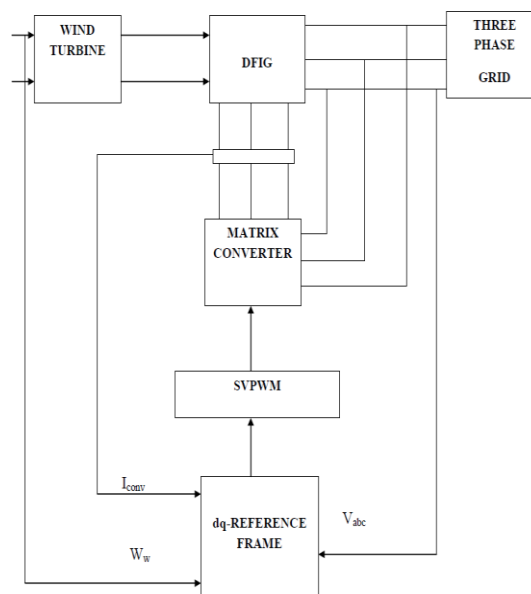 WIND
TURBINE
DFIG
THREE
PHASE
GRID
MATRIX
CONVERTER
SVPWM
I_conv
dq-REFERENCE
FRAME
V_abc
W_w